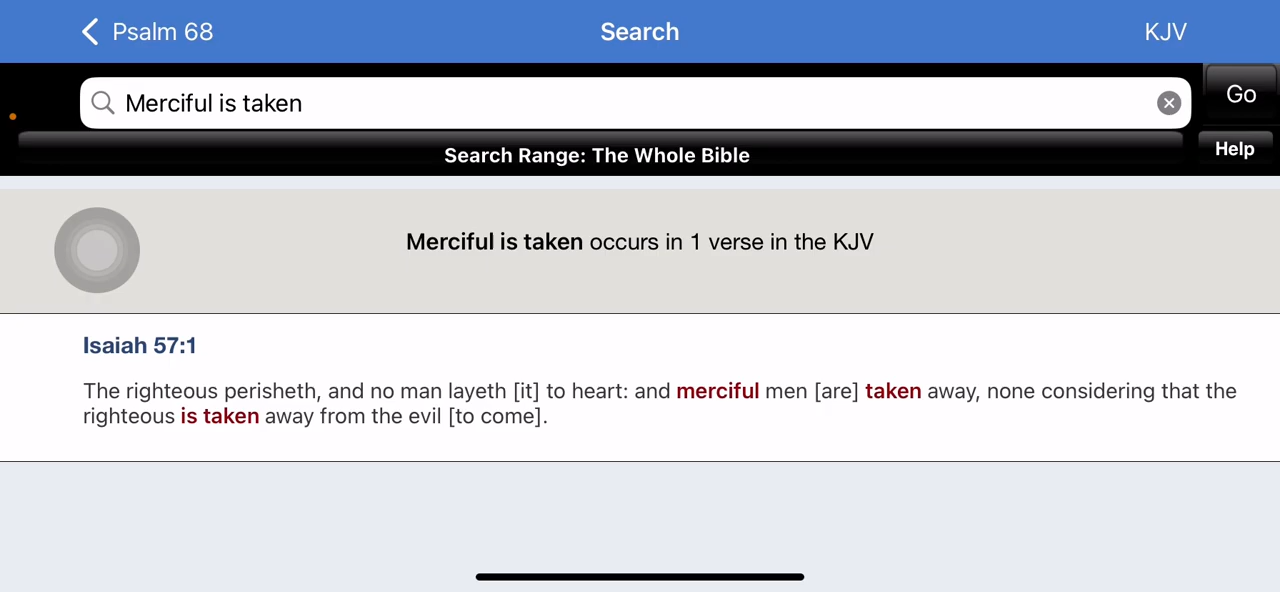 Psalm 68
Search
KJV
Merciful is taken
Go
Search Range: The Whole Bible
Help
Merciful is taken occurs in 1 verse in the KJV
Isaiah 57:1
The righteous perisheth, and no man layeth [it] to heart: and merciful men [are] taken away, none considering that the
righteous is taken away from the evil [to come].